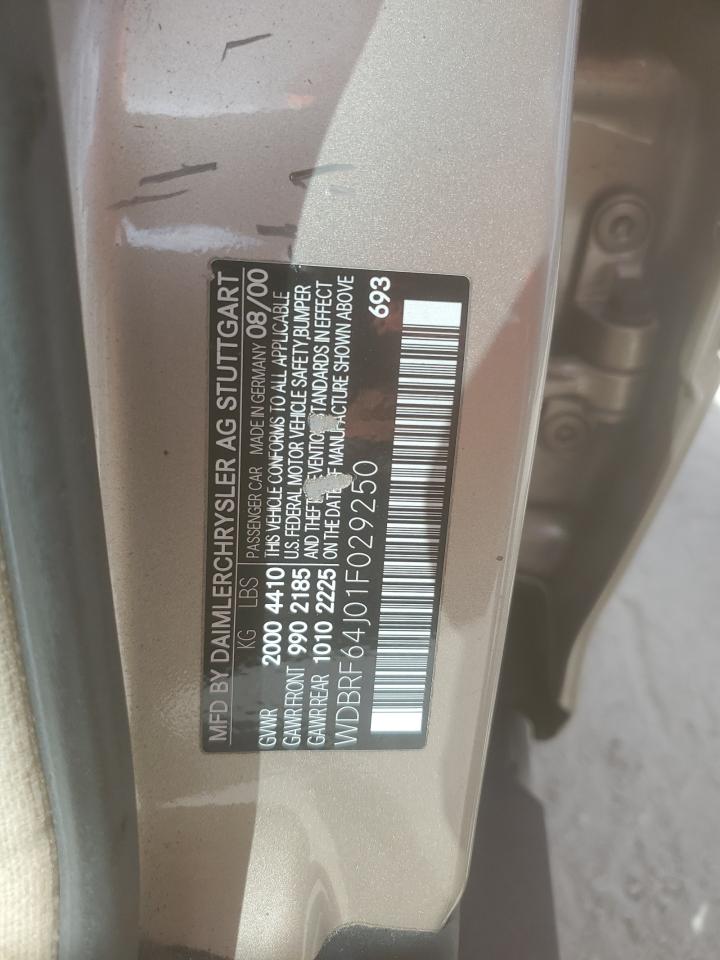 MFD BY DAIMLERCHRYSLER AG STUTTGART
KG LBS PASSENGER CAR MADE IN GERMANY 08/00
GVWR 2000 4410 THIS VEHICLE CONFORMS TO ALL APPLICABLE
GAWR FRONT 990 2185 U.S. FEDERAL MOTOR VEHICLE SAFETY, BUMPER
GAWR REAR 1010 2225 AND THEFT PREVENTION STANDARDS IN EFFECT
ON THE DATE OF MANUFACTURE SHOWN ABOVE
WDBRF64J01F029250
693